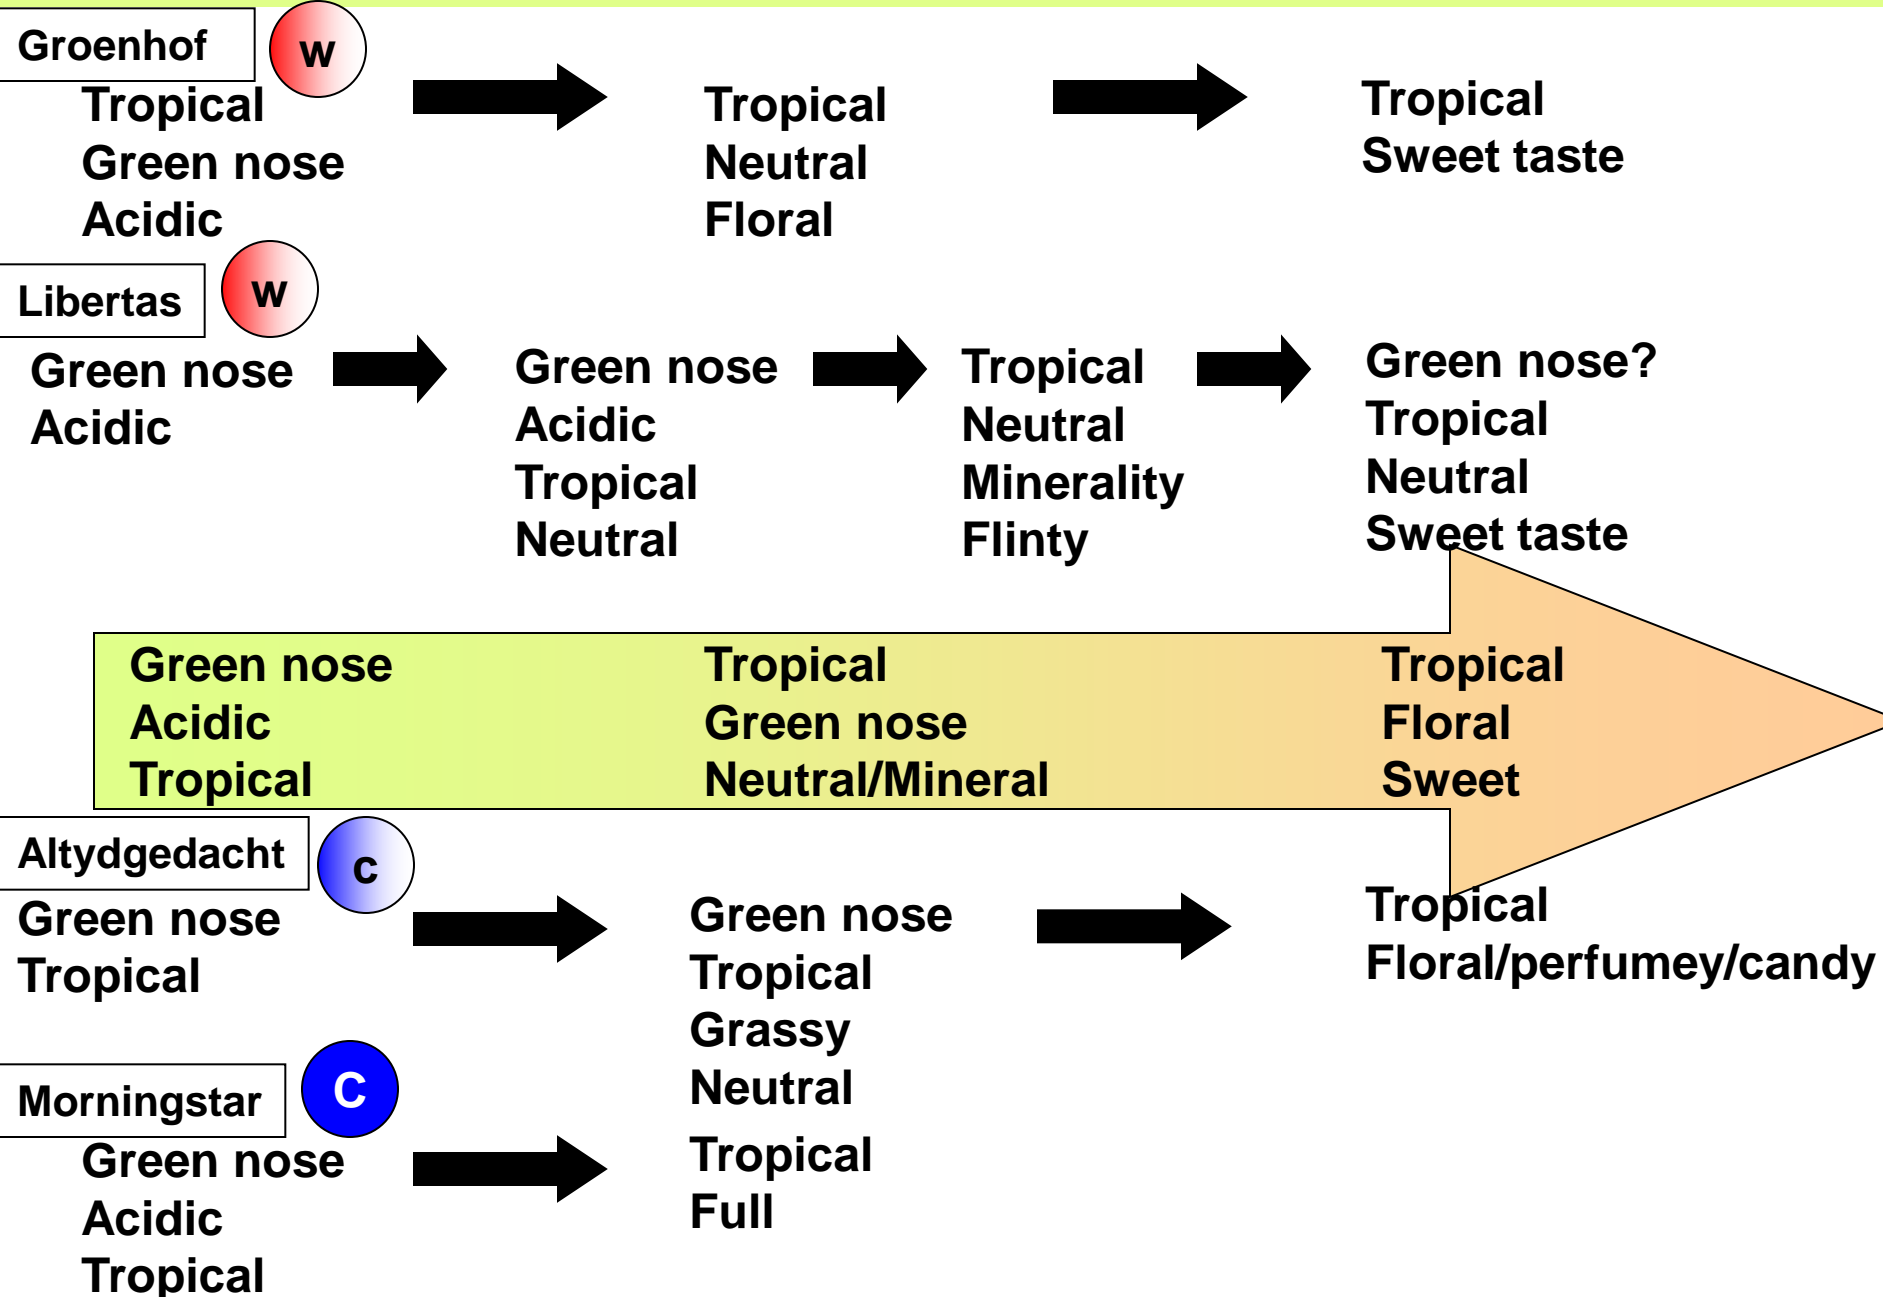 Groenhof
w
Tropical
Green nose
Acidic
Tropical
Neutral
Floral
Tropical
Sweet taste
Libertas
w
Green nose
Acidic
Green nose
Acidic
Tropical
Neutral
Tropical
Neutral
Minerality
Flinty
Green nose?
Tropical
Neutral
Sweet taste
Green nose
Acidic
Tropical
Tropical
Green nose
Neutral/Mineral
Tropical
Floral
Sweet
Altydgedacht
c
Green nose
Tropical
Green nose
Tropical
Grassy
Neutral
Tropical
Floral/perfumey/candy
Morningstar
C
Green nose
Acidic
Tropical
Tropical
Full